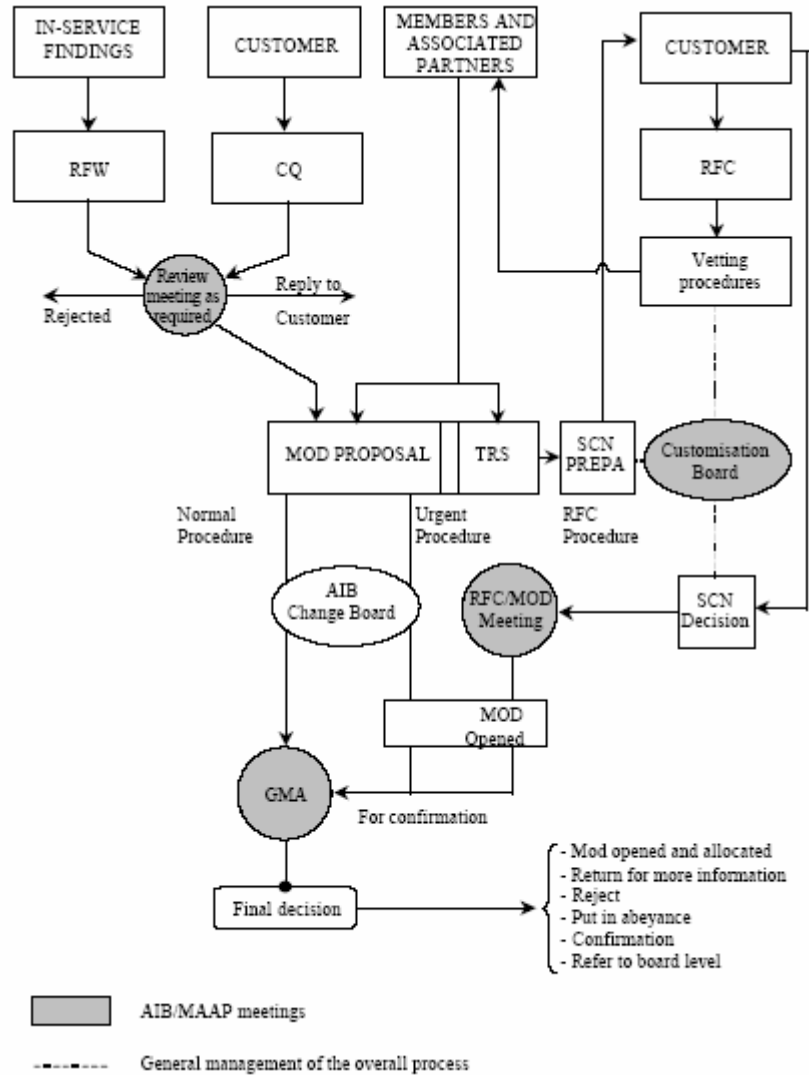 IN-SERVICE
FINDINGS
CUSTOMER
MEMBERS AND
ASSOCIATED
PARTNERS
CUSTOMER
RFW
CQ
RFC
Vetting
procedures
Review
meeting as
required
Rejected
Reply to
Customer
MOD PROPOSAL
TRS
SCN
PREPA
Customisation
Board
Normal
Procedure
Urgent
Procedure
RFC
Procedure
AIB
Change Board
RFC/MOD
Meeting
SCN
Decision
MOD
Opened
GMA
For confirmation
Final decision
- Mod opened and allocated
- Return for more information
- Reject
- Put in abeyance
- Confirmation
- Refer to board level
AIB/MAAP meetings
General management of the overall process